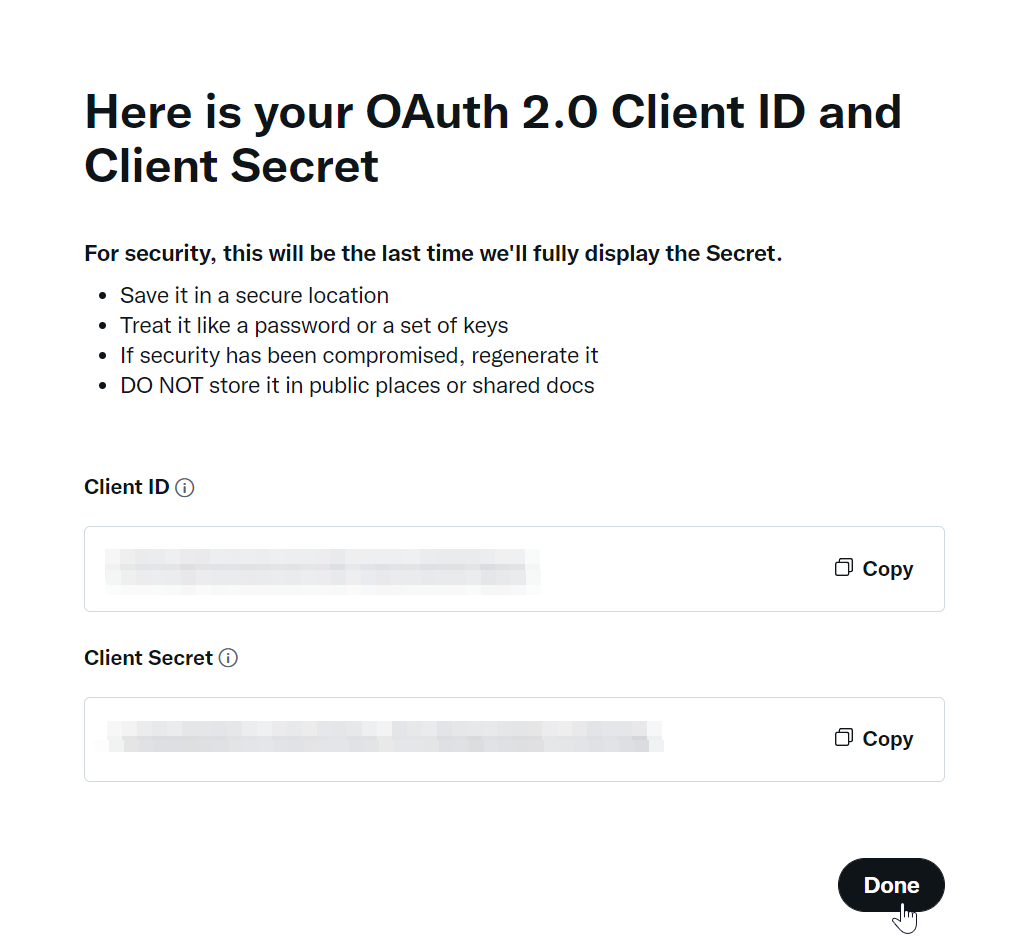 Here is your OAuth 2.0 Client ID and
Client Secret
For security, this will be the last time we'll fully display the Secret.
Save it in a secure location
Treat it like a password or a set of keys
If security has been compromised, regenerate it
DO NOT store it in public places or shared docs
Client ID
Copy
Client Secret
Copy
Done